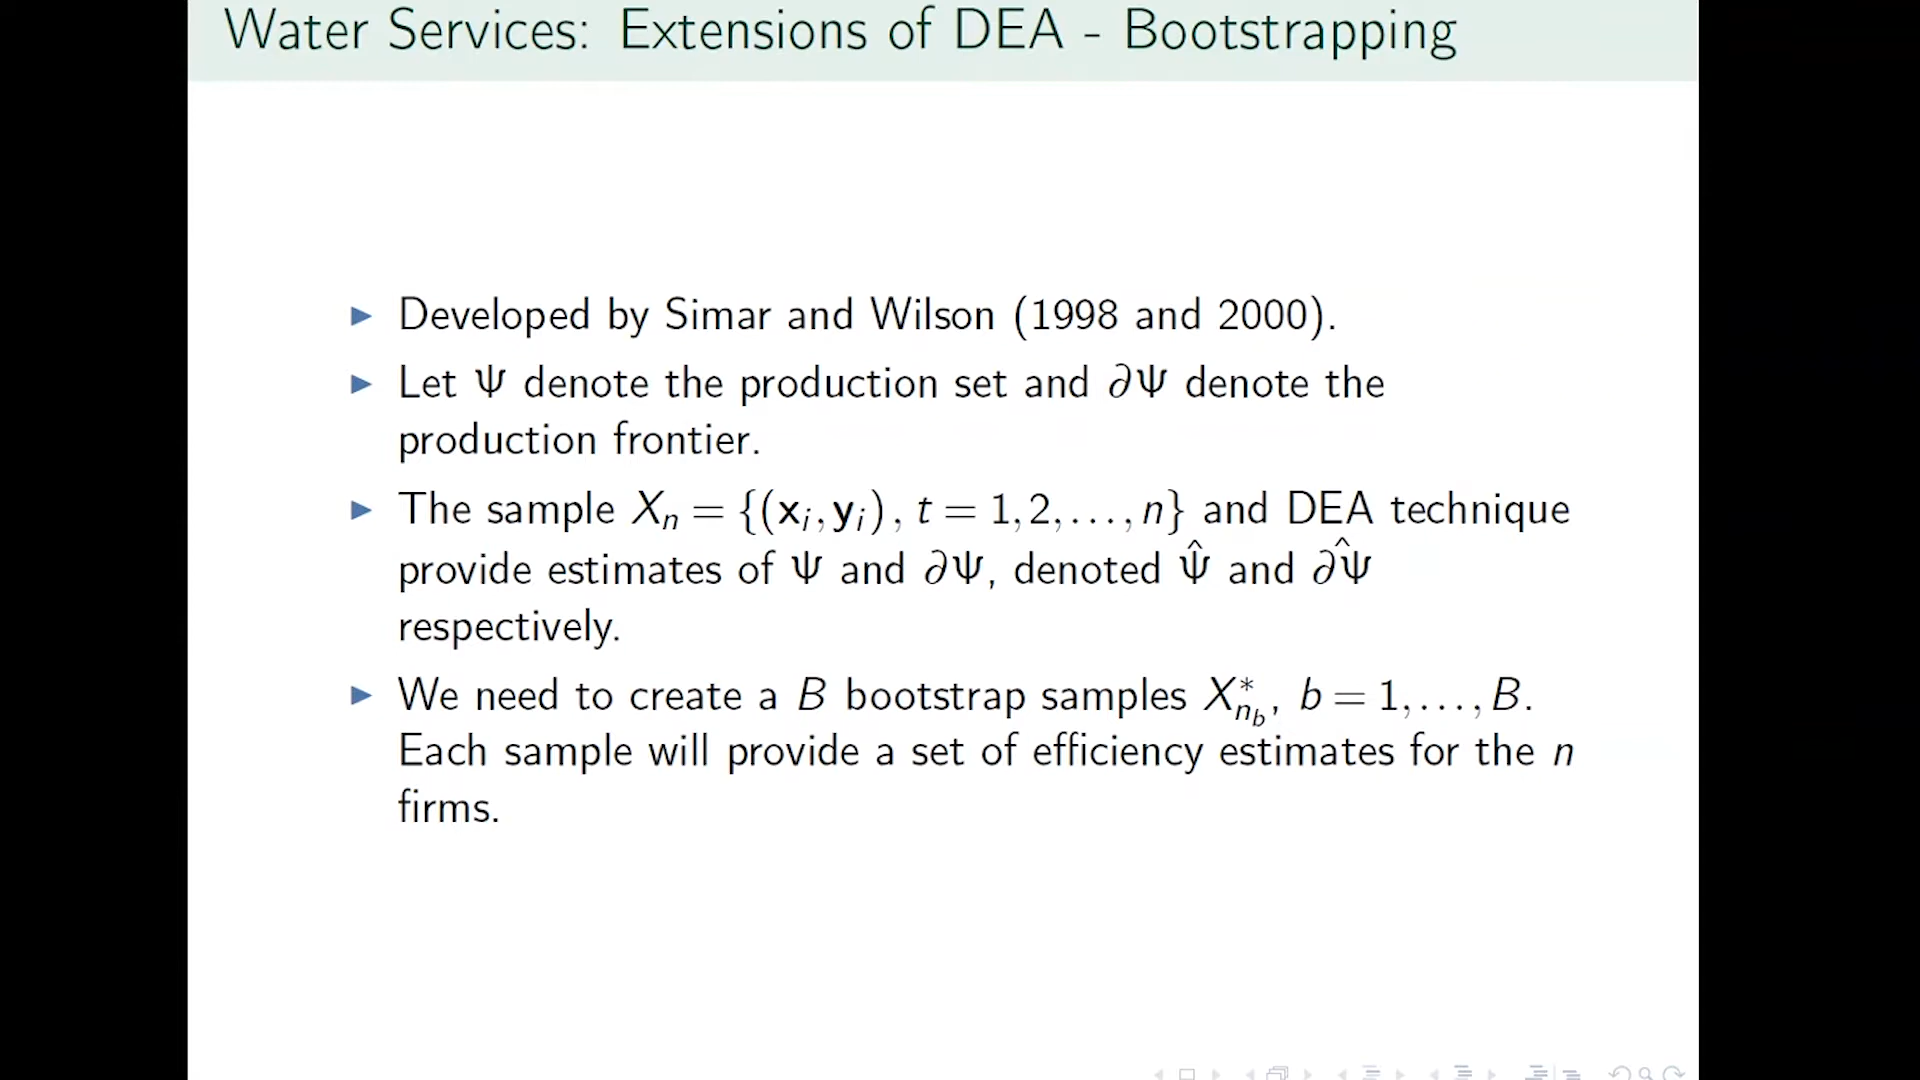 Water Services: Extensions of DEA - Bootstrapping
Developed by Simar and Wilson (1998 and 2000).
Let Ψ denote the production set and ∂Ψ denote the
production frontier.
The sample Xₙ = {(xᵢ, yᵢ), t = 1, 2, …, n} and DEA technique
provide estimates of Ψ and ∂Ψ, denoted Ψ̂ and ∂Ψ̂
respectively.
We need to create a B bootstrap samples X*_{n_b}, b = 1, …, B.
Each sample will provide a set of efficiency estimates for the n
firms.